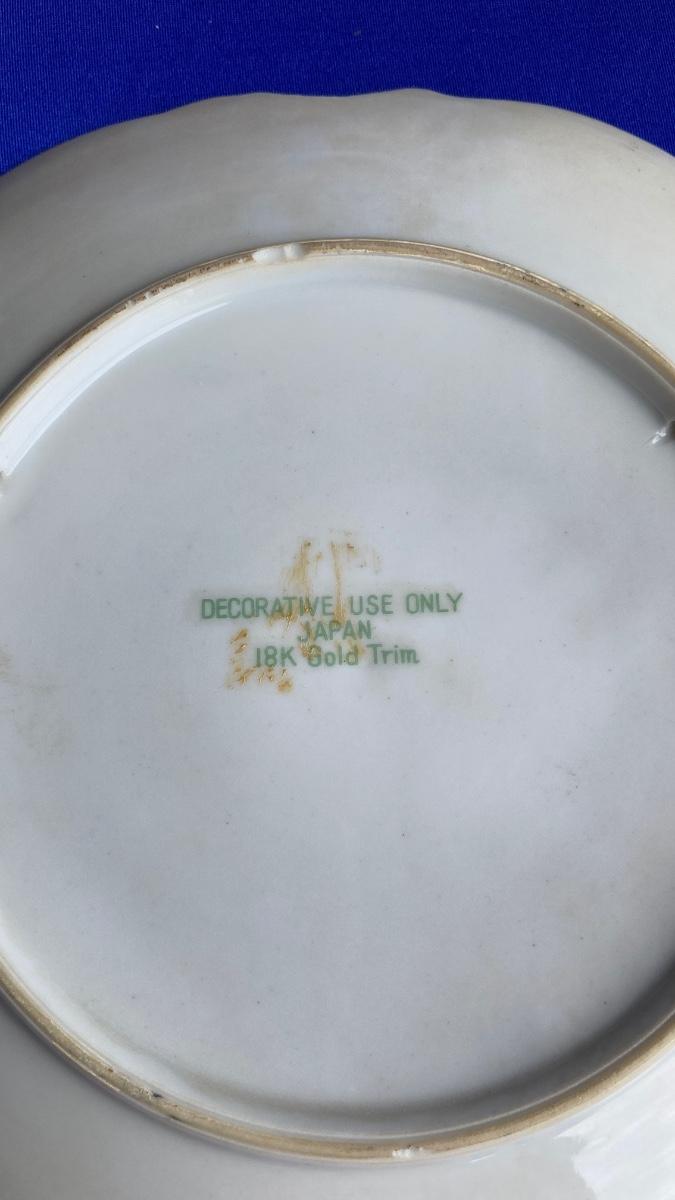 DECORATIVE USE ONLY
JAPAN
18K Gold Trim